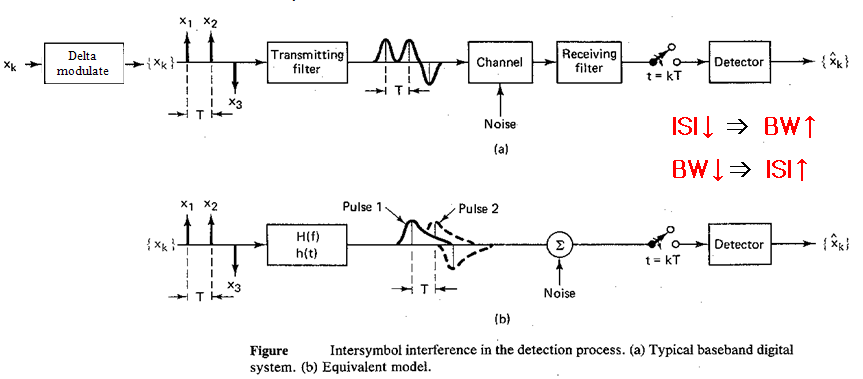 x1 x2
xk
Delta
modulate
{xk}
x3
T
Transmitting
filter
T
Channel
Noise
Receiving
filter
t = kT
Detector
{x̂k}
(a)
ISI↓ ⇒ BW↑
BW↓ ⇒ ISI↑
x1 x2
{xk}
x3
T
H(f)
h(t)
Pulse 1
Pulse 2
T
Σ
Noise
t = kT
Detector
{x̂k}
(b)
Figure Intersymbol interference in the detection process. (a) Typical baseband digital
system. (b) Equivalent model.